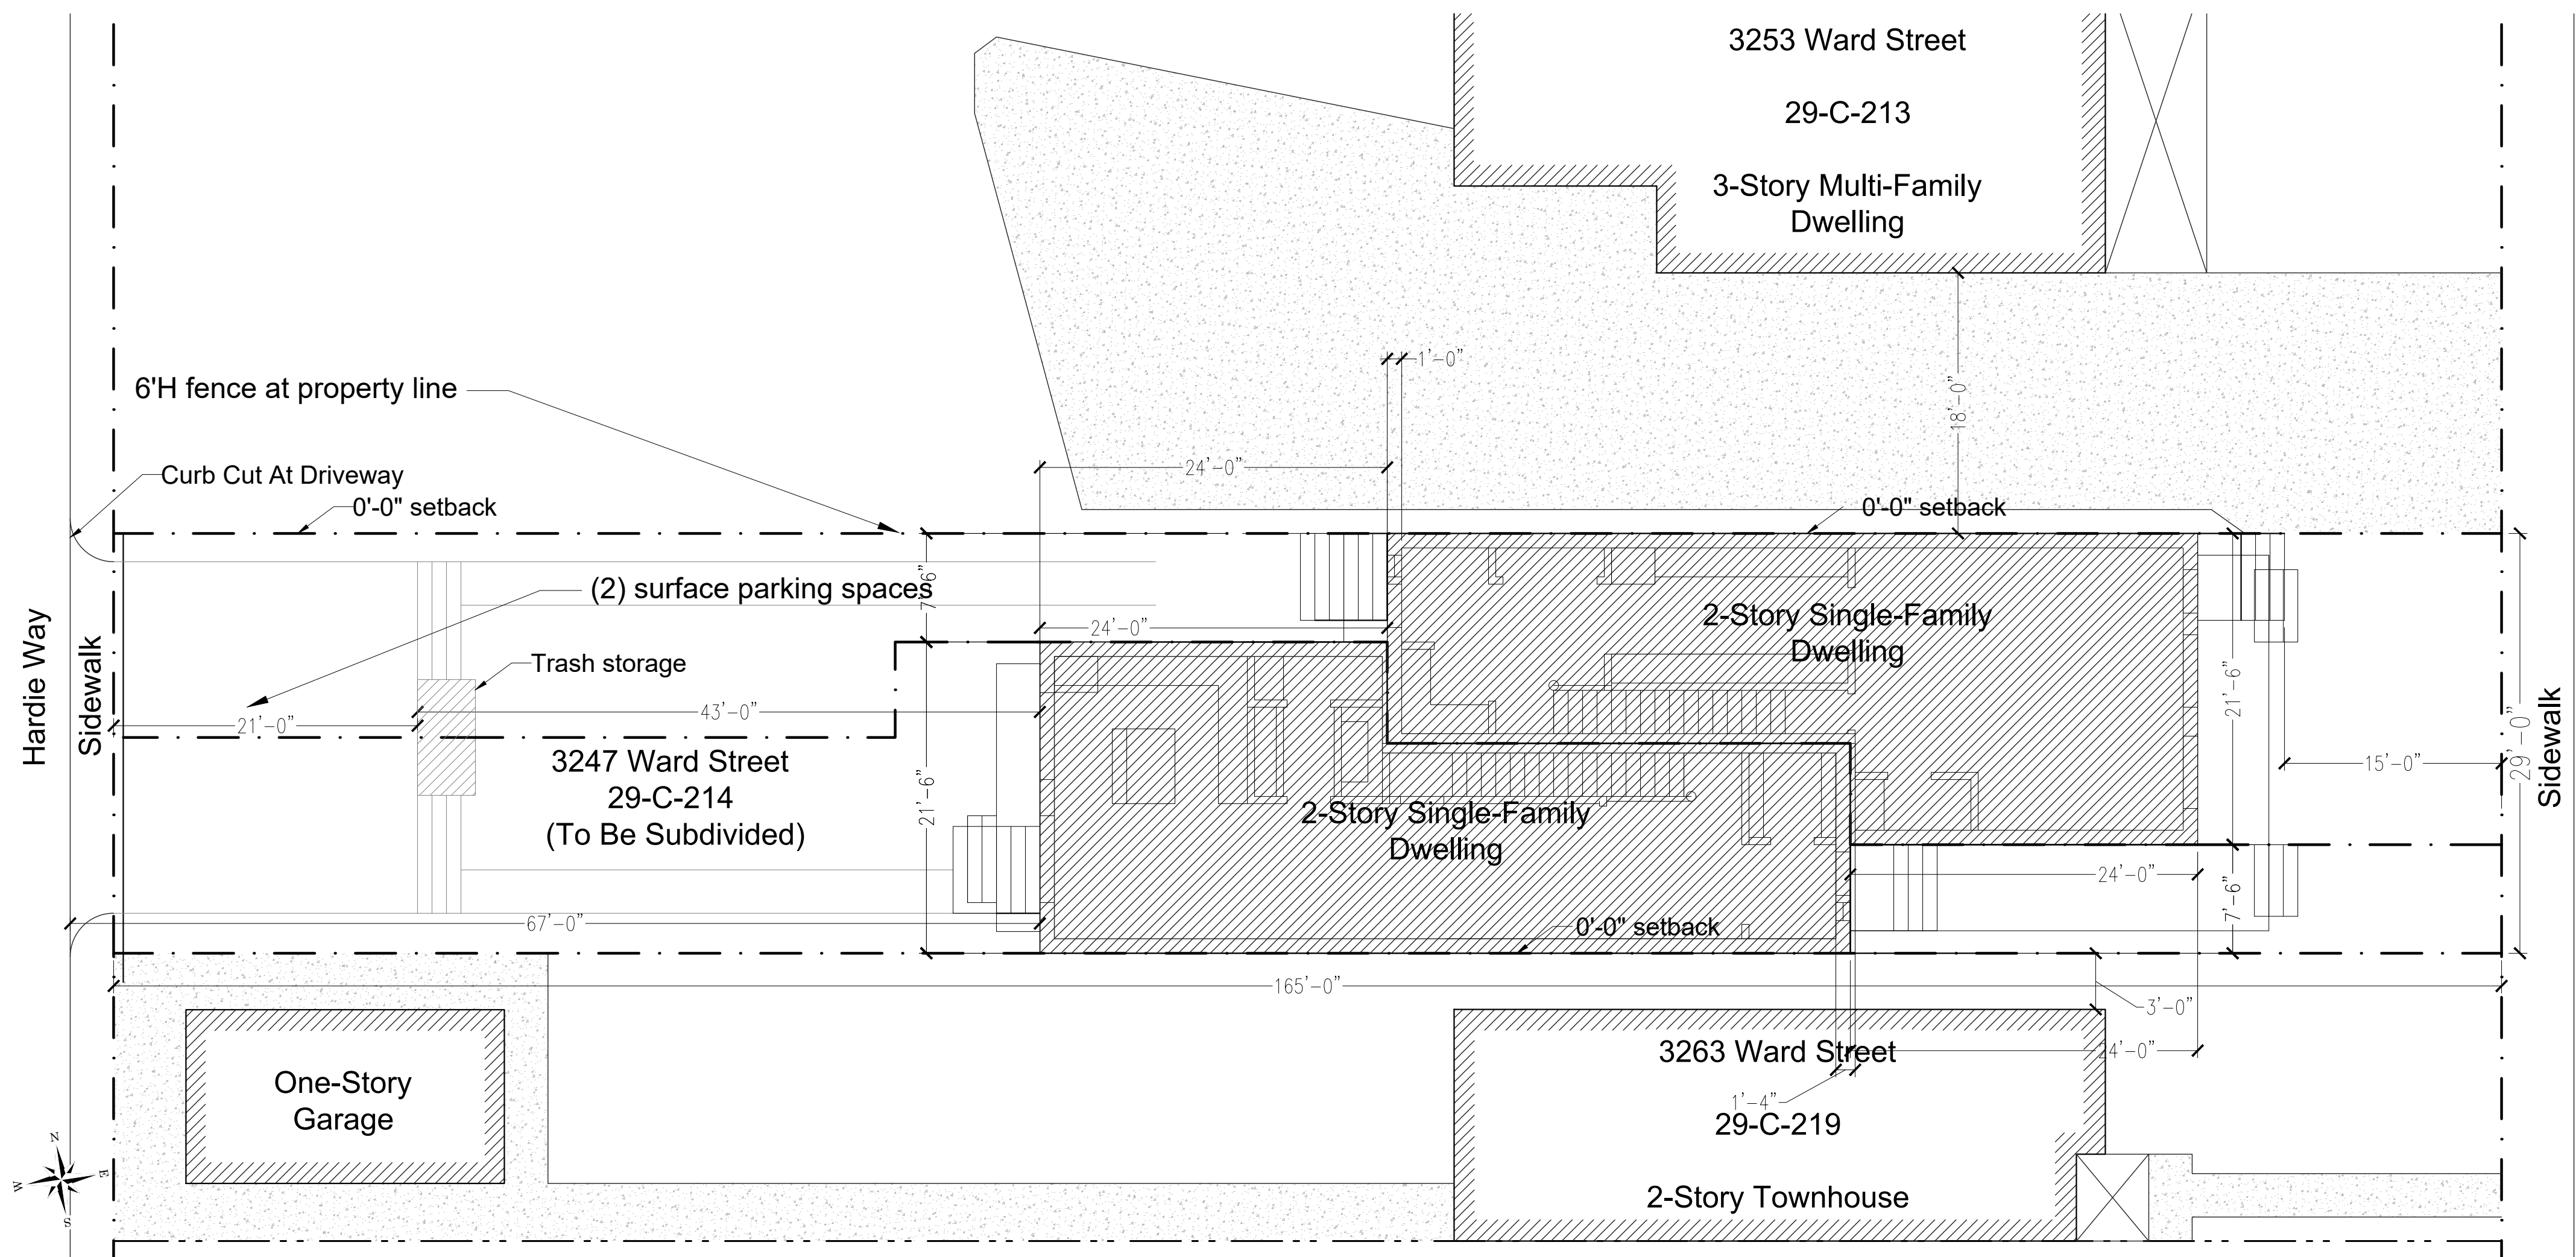 3253 Ward Street
29-C-213
3-Story Multi-Family
Dwelling
1'-0"
18'-0"
6'H fence at property line
24'-0"
Curb Cut At Driveway
0'-0" setback
0'-0" setback
(2) surface parking spaces
7'-6"
24'-0"
2-Story Single-Family
Dwelling
Hardie Way
Sidewalk
Trash storage
21'-0"
43'-0"
21'-6"
15'-0"
29'-0"
Sidewalk
3247 Ward Street
29-C-214
(To Be Subdivided)
21'-6"
2-Story Single-Family
Dwelling
24'-0"
7'-6"
67'-0"
0'-0" setback
165'-0"
3'-0"
3263 Ward Street
24'-0"
1'-4"
29-C-219
2-Story Townhouse
One-Story
Garage
N
E
W
S